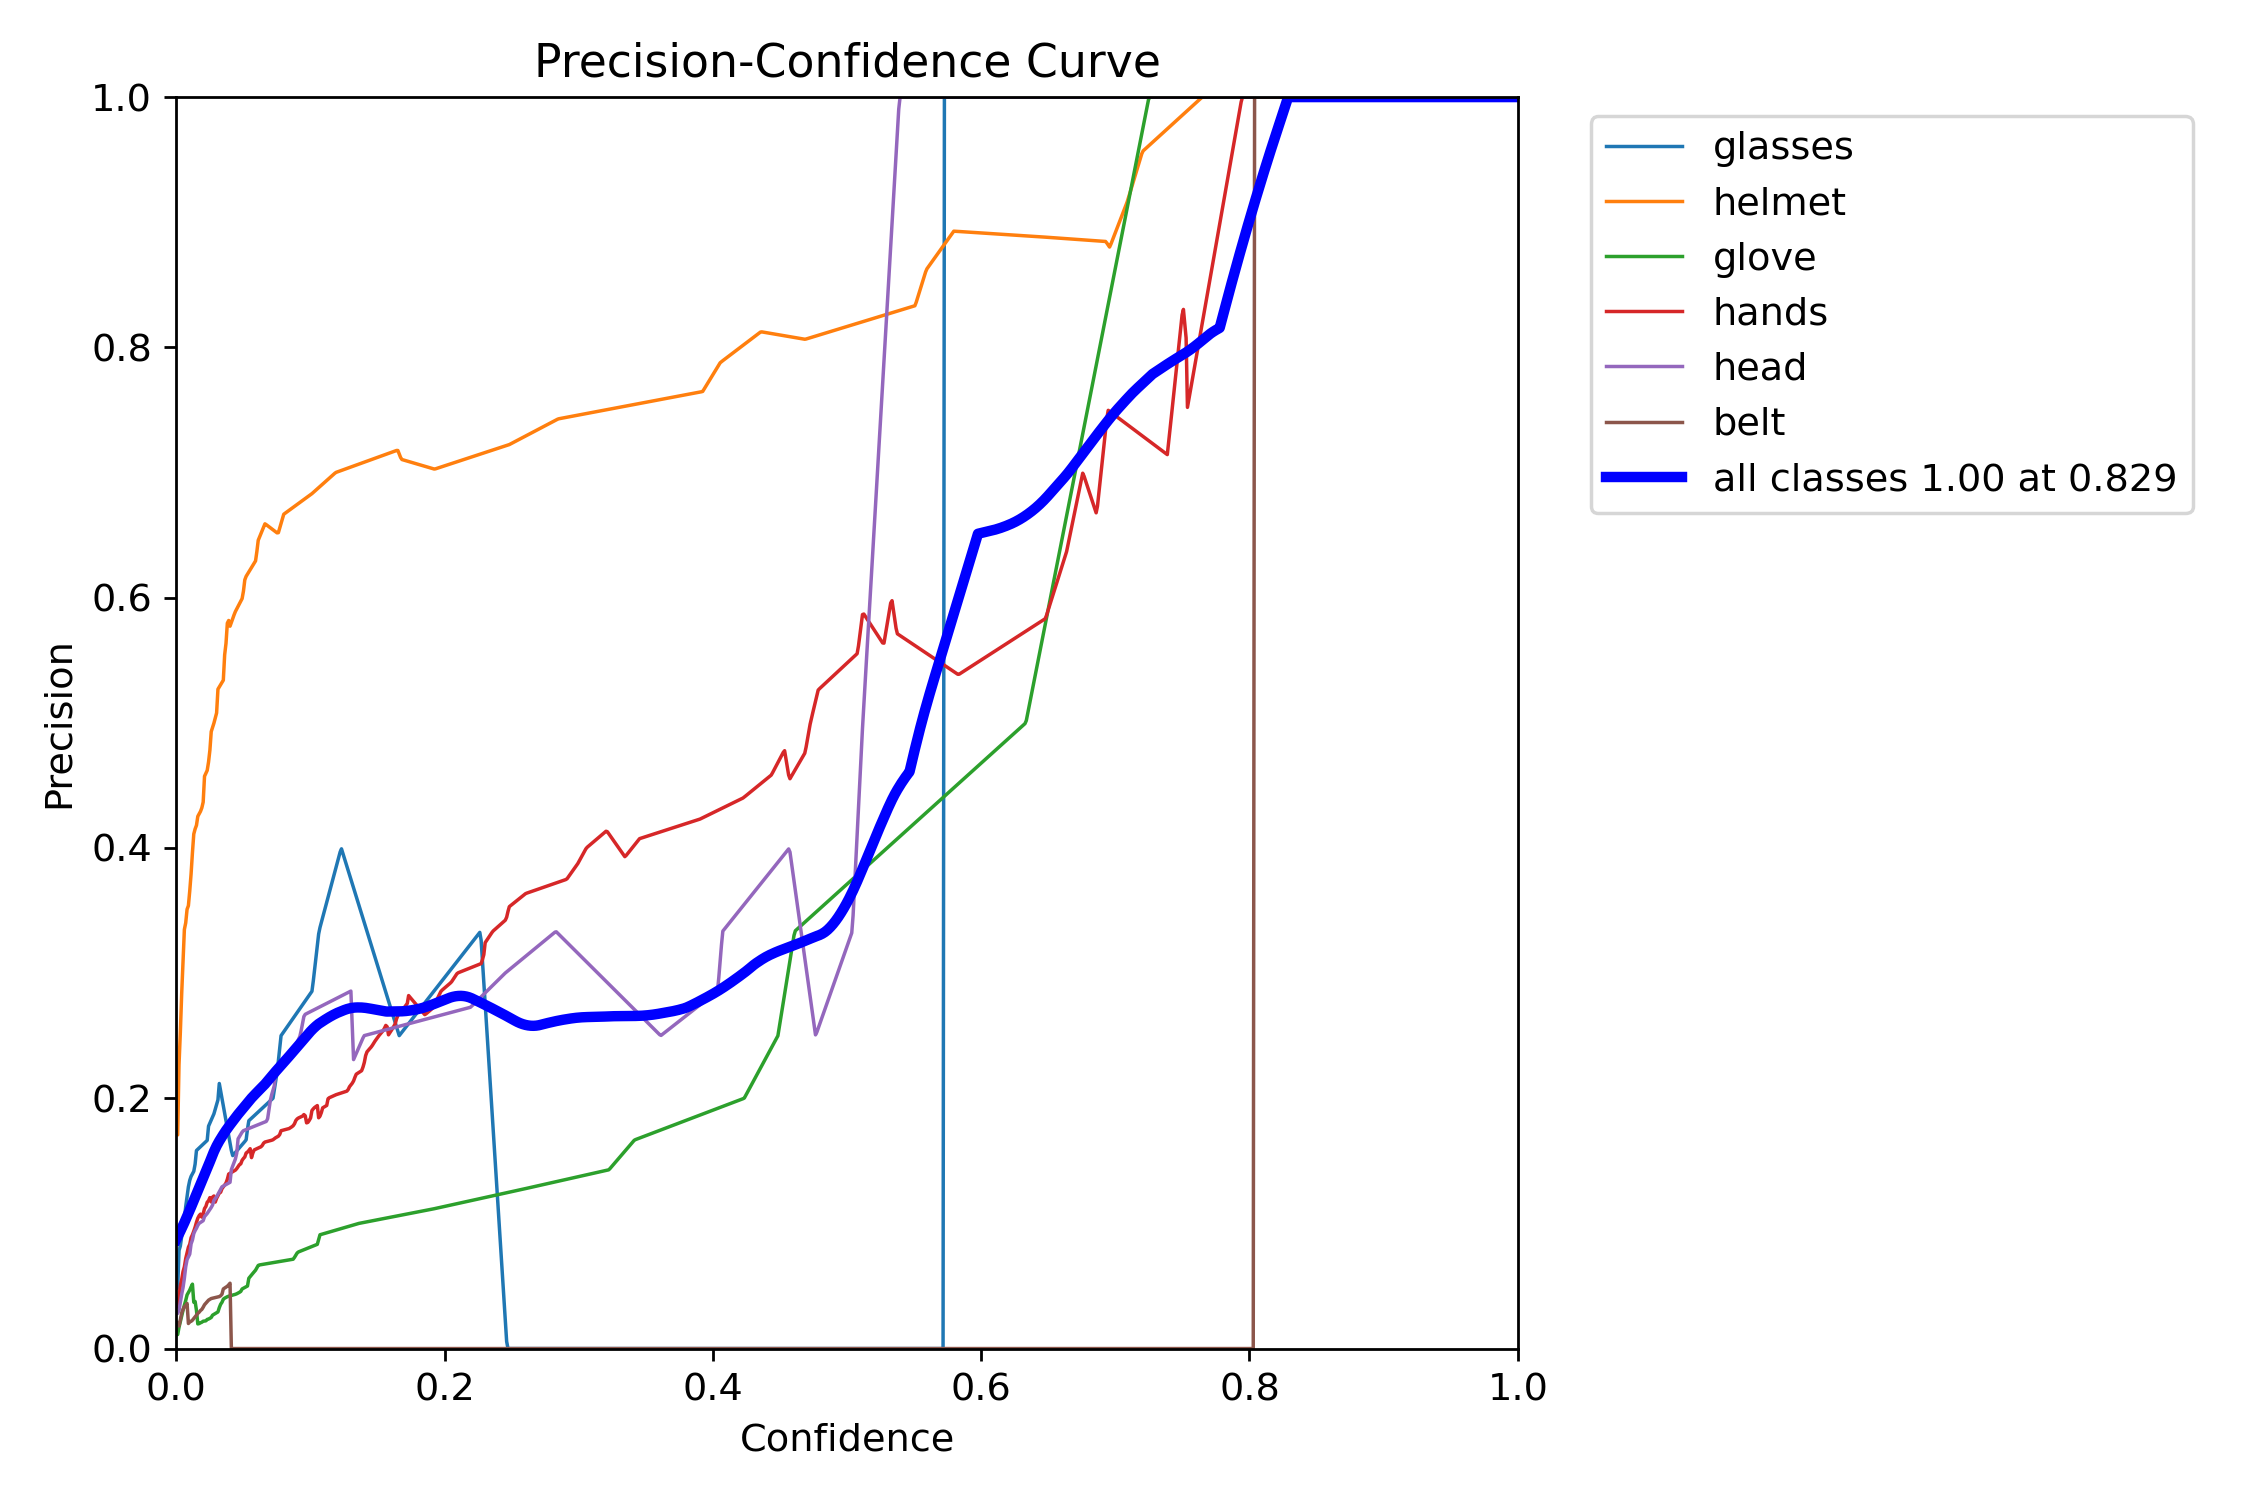 Precision-Confidence Curve
1.0
0.8
0.6
0.4
0.2
0.0
Precision
0.0 0.2 0.4 0.6 0.8 1.0
Confidence
glasses
helmet
glove
hands
head
belt
all classes 1.00 at 0.829